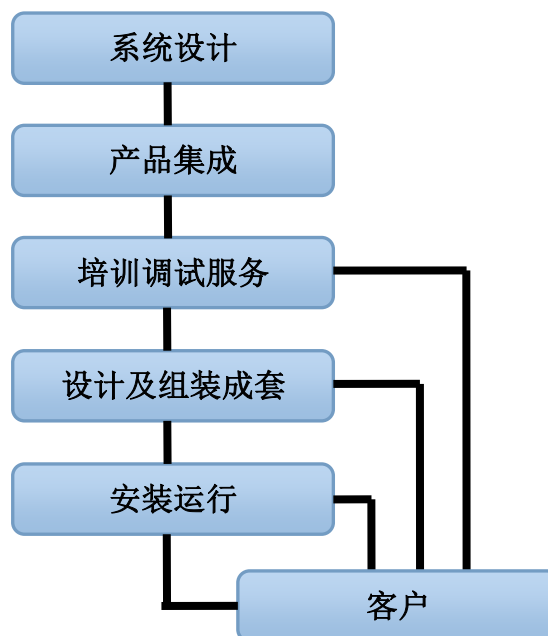 系统设计
产品集成
培训调试服务
设计及组装成套
安装运行
客户